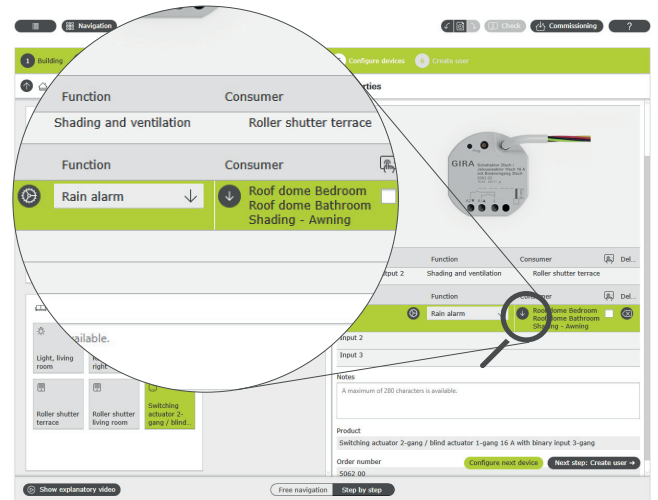 Navigation
Check
Commissioning
?
1 Building
Configure devices
Create user
rties
Function Consumer
Shading and ventilation Roller shutter terrace
Function Consumer
Rain alarm
Roof dome Bedroom
Roof dome Bathroom
Shading - Awning
ilable.
GIRA
Function Consumer Del...
tput 2 Shading and ventilation Roller shutter terrace
Function Consumer Del...
Rain alarm
Roof dome Bedroom
Roof dome Bathroom
Shading - Awning
Input 2
Input 3
Notes
A maximum of 280 characters is available.
Product
Switching actuator 2-gang / blind actuator 1-gang 16 A with binary input 3-gang
Order number
5062 00
Configure next device
Next step: Create user →
Light, living
room
right
Roller shutter
terrace
Roller shutter
living room
Switching
actuator 2-
gang / blind...
Show explanatory video
Free navigation
Step by step